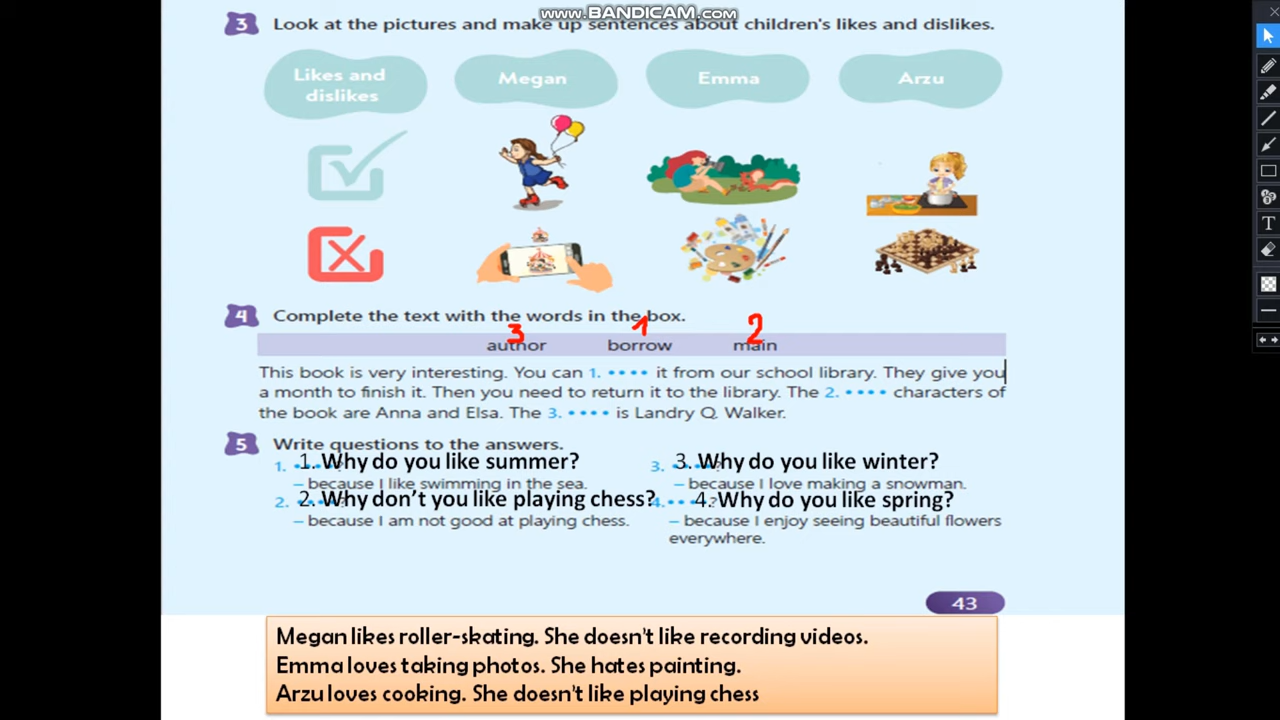 www.BANDICAM.com
3 Look at the pictures and make up sentences about children's likes and dislikes.
Likes and dislikes
Megan
Emma
Arzu
4 Complete the text with the words in the box.
3 1 2
author borrow main
This book is very interesting. You can 1. •••• it from our school library. They give you
a month to finish it. Then you need to return it to the library. The 2. •••• characters of
the book are Anna and Elsa. The 3. •••• is Landry Q. Walker.
5 Write questions to the answers.
1. 1. Why do you like summer?
– because I like swimming in the sea.
2. 2. Why don't you like playing chess?
– because I am not good at playing chess.
3. 3. Why do you like winter?
– because I love making a snowman.
4. ••••? 4. Why do you like spring?
– because I enjoy seeing beautiful flowers
everywhere.
43
Megan likes roller-skating. She doesn't like recording videos.
Emma loves taking photos. She hates painting.
Arzu loves cooking. She doesn't like playing chess
T